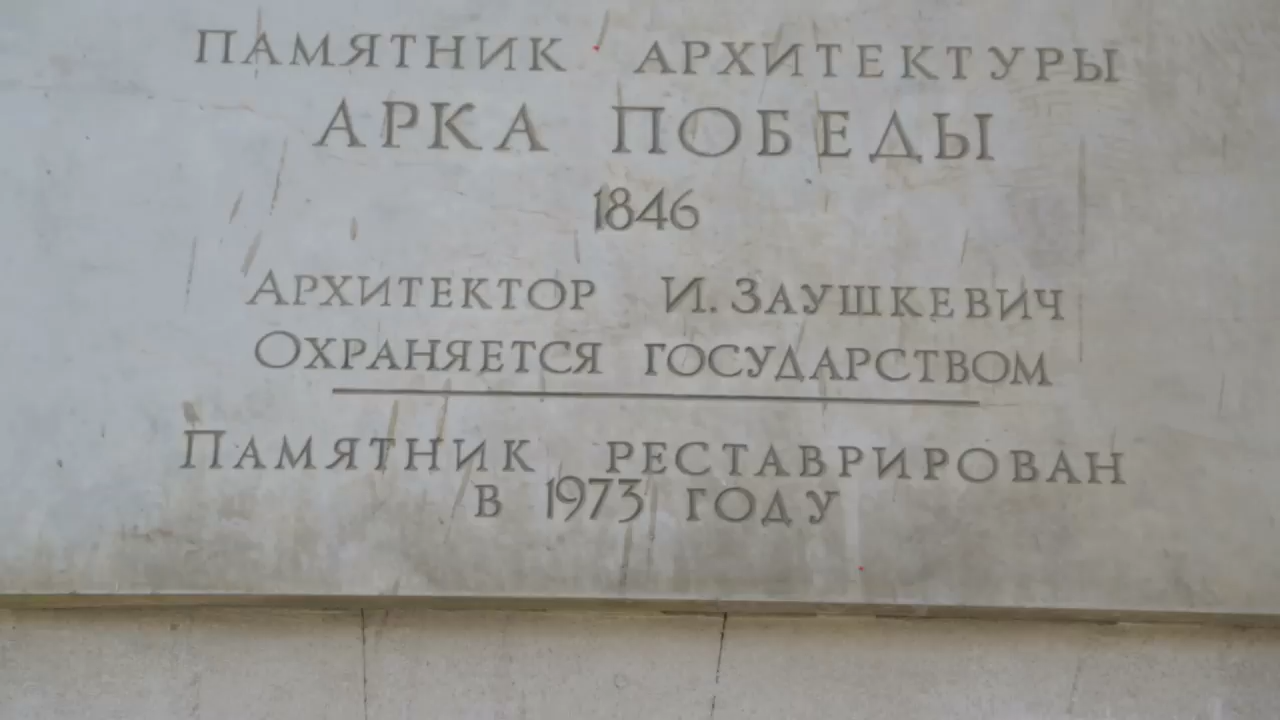 ПАМЯТНИК АРХИТЕКТУРЫ
АРКА ПОБЕДЫ
1846
АРХИТЕКТОР И. ЗАУШКЕВИЧ
ОХРАНЯЕТСЯ ГОСУДАРСТВОМ
ПАМЯТНИК РЕСТАВРИРОВАН
В 1973 ГОДУ